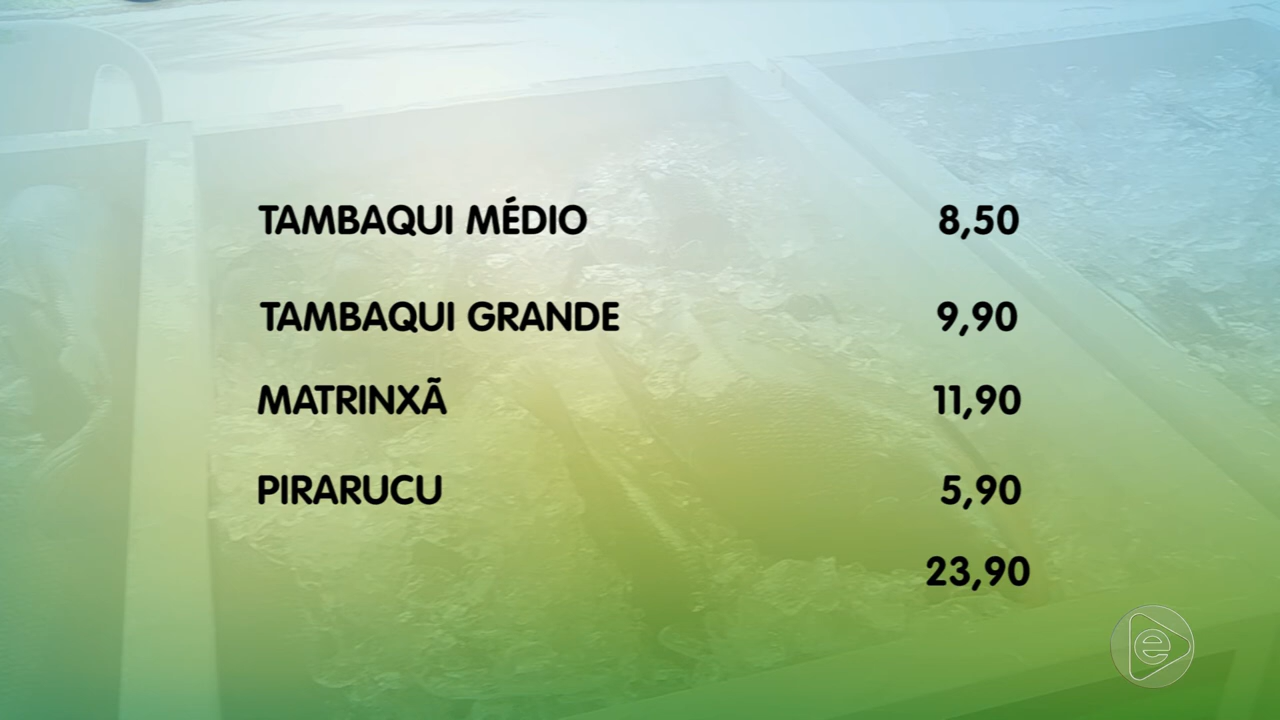 TAMBAQUI MÉDIO 8,50
TAMBAQUI GRANDE 9,90
MATRINXÃ 11,90
PIRARUCU 5,90
23,90
e